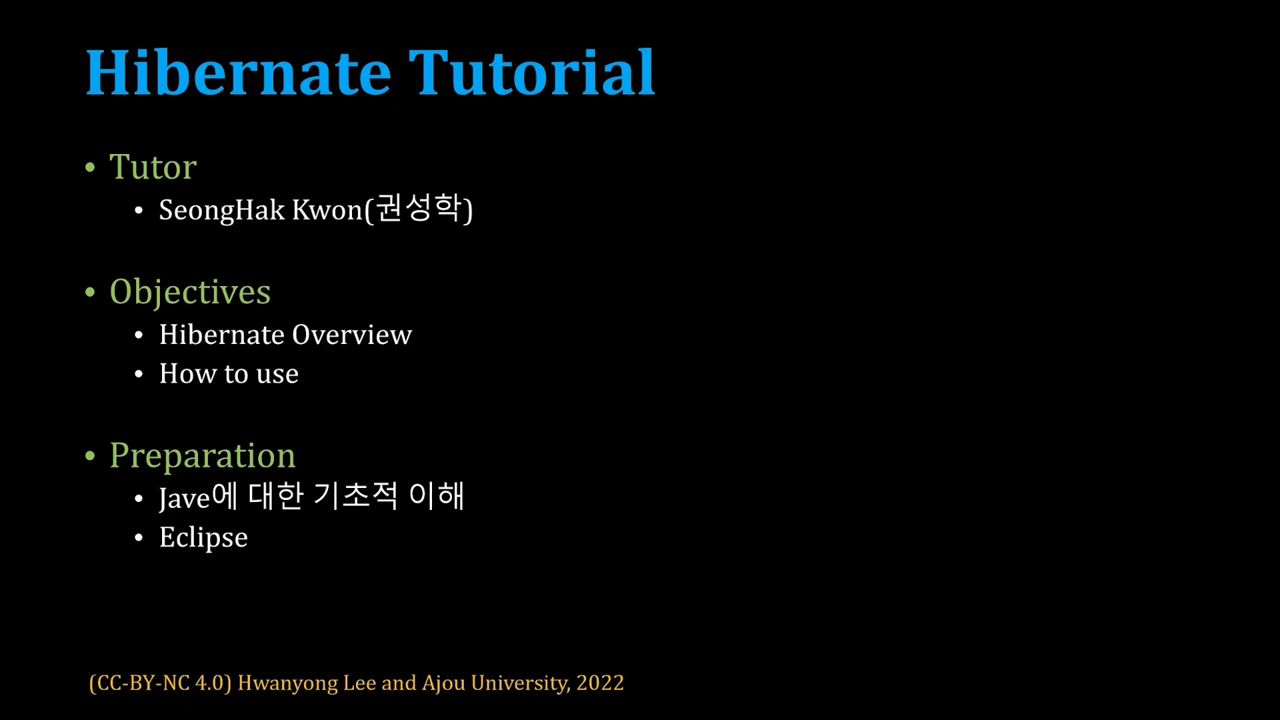 Hibernate Tutorial
• Tutor
• SeongHak Kwon(권성학)
• Objectives
• Hibernate Overview
• How to use
• Preparation
• Jave에 대한 기초적 이해
• Eclipse
(CC-BY-NC 4.0) Hwanyong Lee and Ajou University, 2022